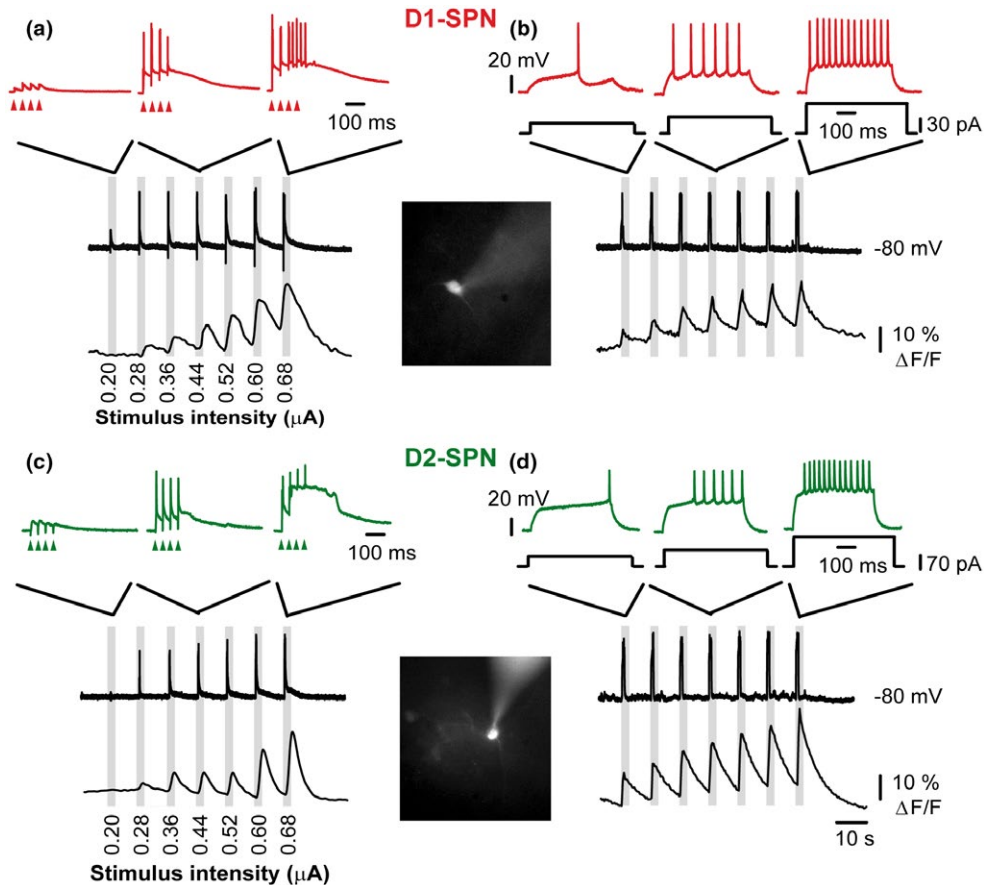 (a)
D1-SPN
(b)
20 mV
100 ms
100 ms
30 pA
-80 mV
10 %
ΔF/F
0.20
0.28
0.36
0.44
0.52
0.60
0.68
Stimulus intensity (μA)
(c)
D2-SPN
(d)
20 mV
100 ms
100 ms
70 pA
-80 mV
10 %
ΔF/F
10 s
0.20
0.28
0.36
0.44
0.52
0.60
0.68
Stimulus intensity (μA)